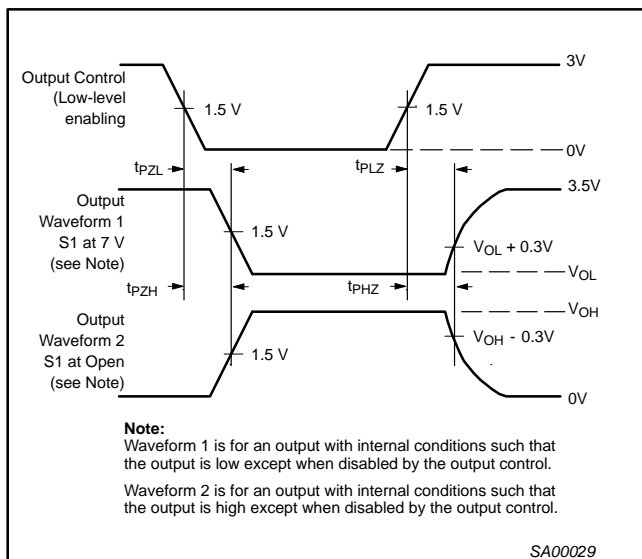 Output Control
(Low-level
enabling
3V
1.5 V
1.5 V
0V
tPZL
tPLZ
3.5V
Output
Waveform 1
S1 at 7 V
(see Note)
1.5 V
VOL + 0.3V
VOL
tPZH
tPHZ
VOH
Output
Waveform 2
S1 at Open
(see Note)
1.5 V
VOH - 0.3V
0V
Note:
Waveform 1 is for an output with internal conditions such that
the output is low except when disabled by the output control.
Waveform 2 is for an output with internal conditions such that
the output is high except when disabled by the output control.
SA00029